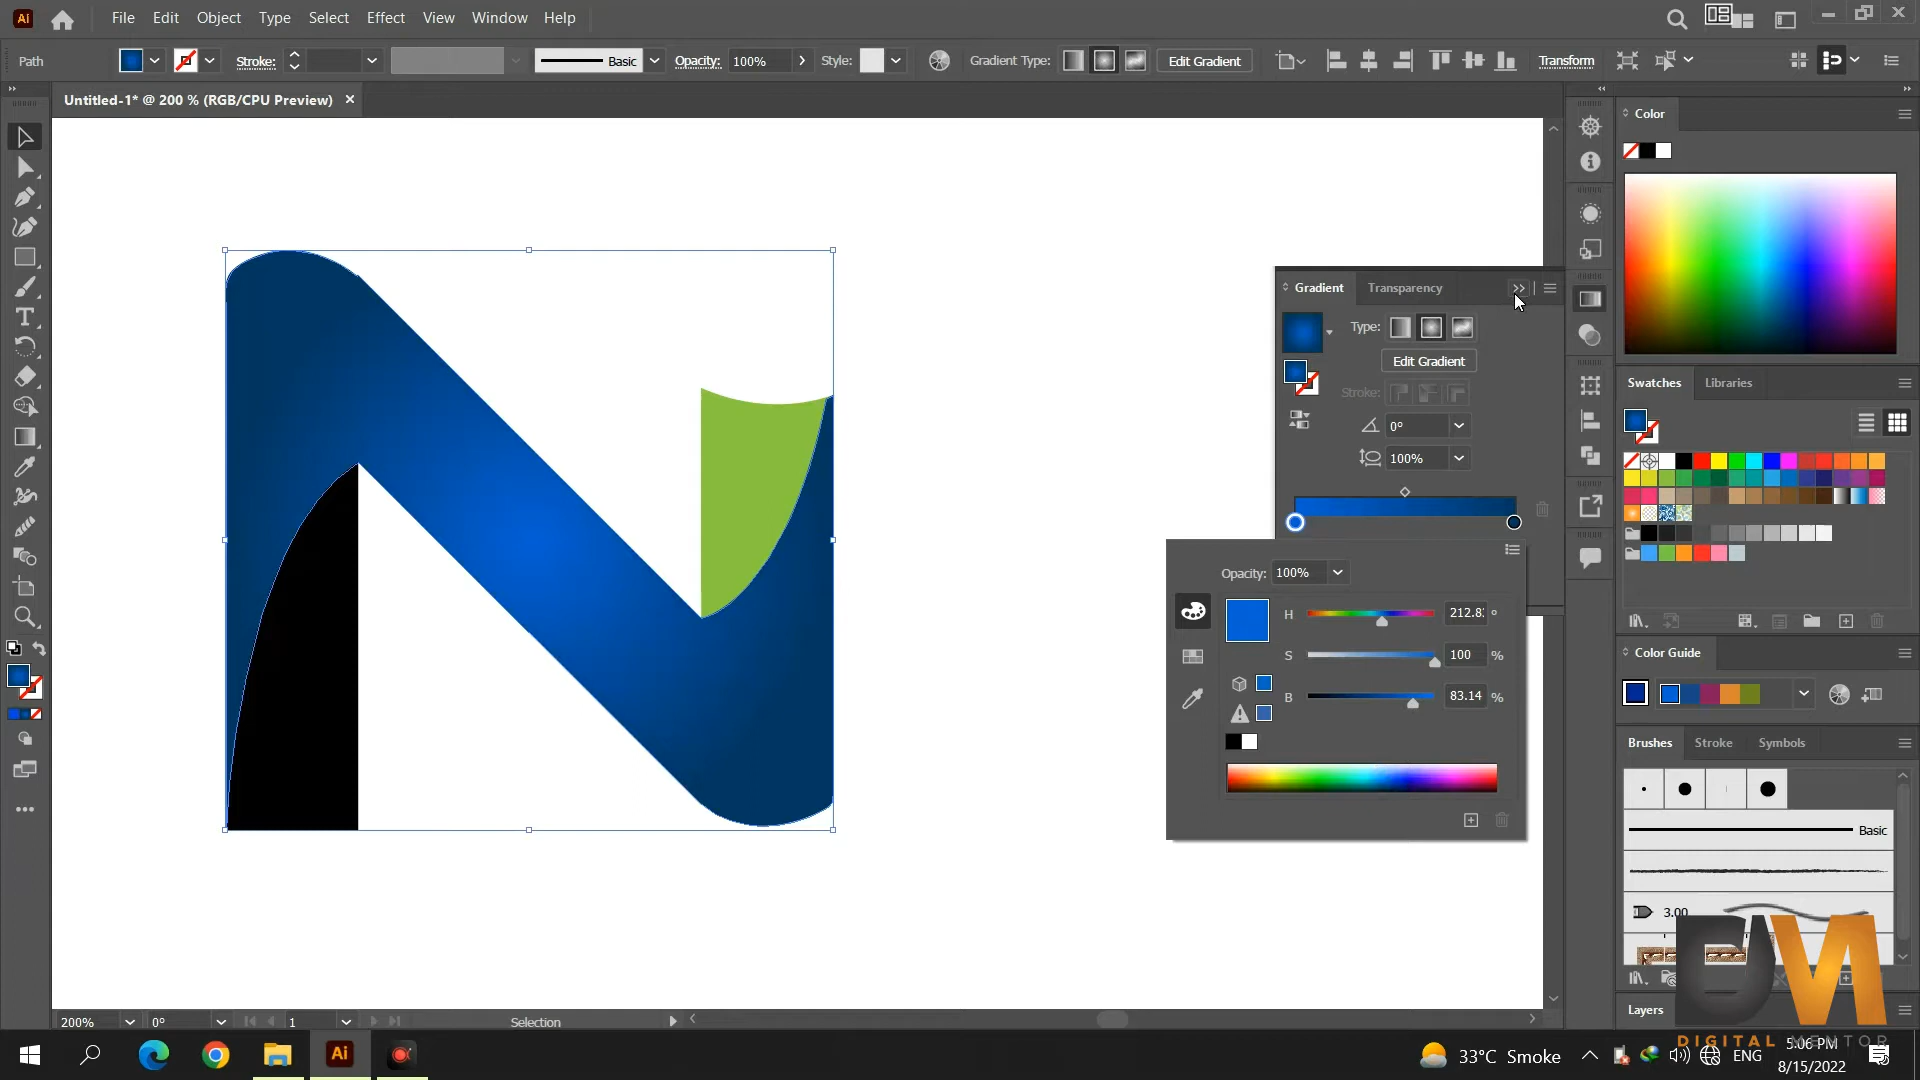 Ai File Edit Object Type Select Effect View Window Help
Path Stroke: Basic Opacity: 100% Style: Gradient Type: Edit Gradient Transform
Untitled-1* @ 200 % (RGB/CPU Preview) ×
Color
Gradient Transparency
Type:
Edit Gradient
Stroke:
0°
100%
Swatches Libraries
Opacity: 100%
H 212.8 °
S 100 %
B 83.14 %
Color Guide
Brushes Stroke Symbols
Basic
3.00
Layers
200% 0° 1 Selection
DIGITAL MENTOR
Ai 33°C Smoke ENG 5:06 PM
8/15/2022